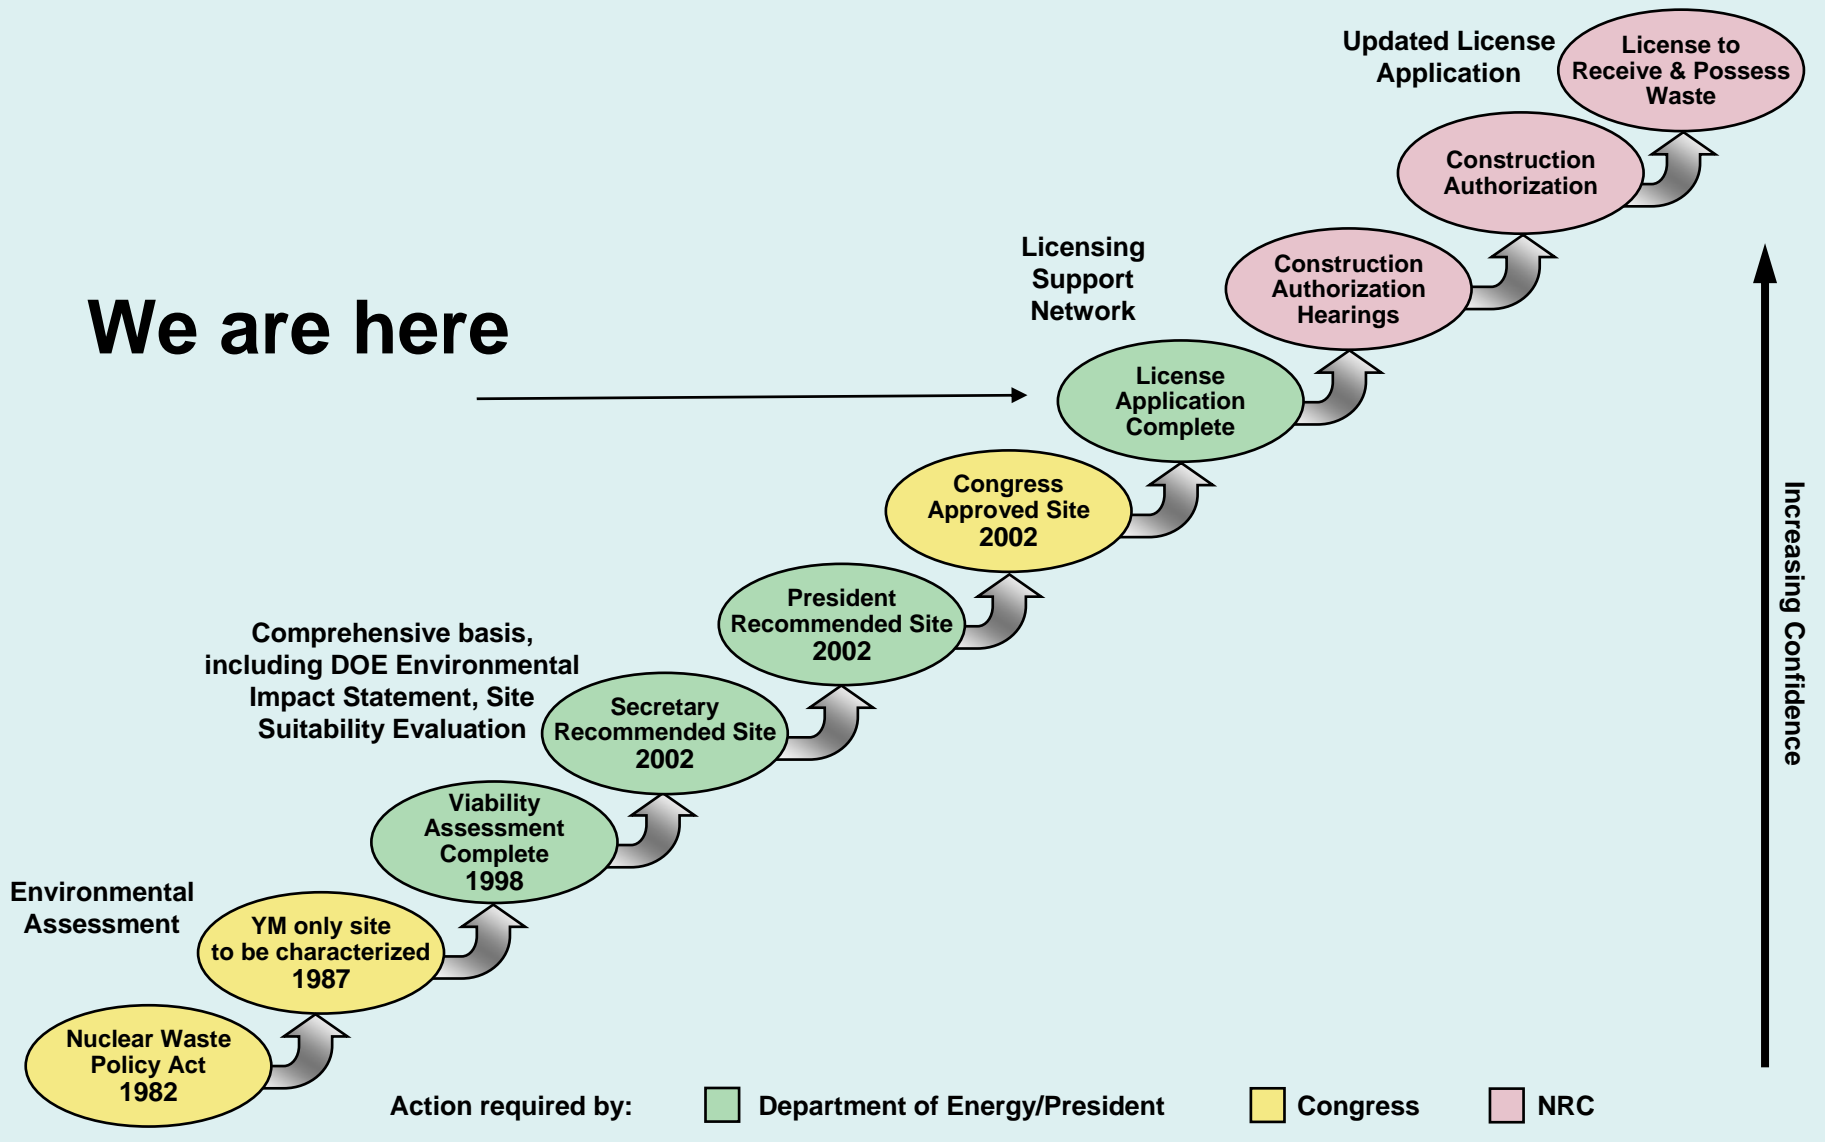 Updated License
Application
License to
Receive & Possess
Waste
Construction
Authorization
Licensing
Support
Network
Construction
Authorization
Hearings
We are here
License
Application
Complete
Congress
Approved Site
2002
President
Recommended Site
2002
Comprehensive basis,
including DOE Environmental
Impact Statement, Site
Suitability Evaluation
Secretary
Recommended Site
2002
Viability
Assessment
Complete
1998
Environmental
Assessment
YM only site
to be characterized
1987
Nuclear Waste
Policy Act
1982
Increasing Confidence
Action required by:
Department of Energy/President
Congress
NRC